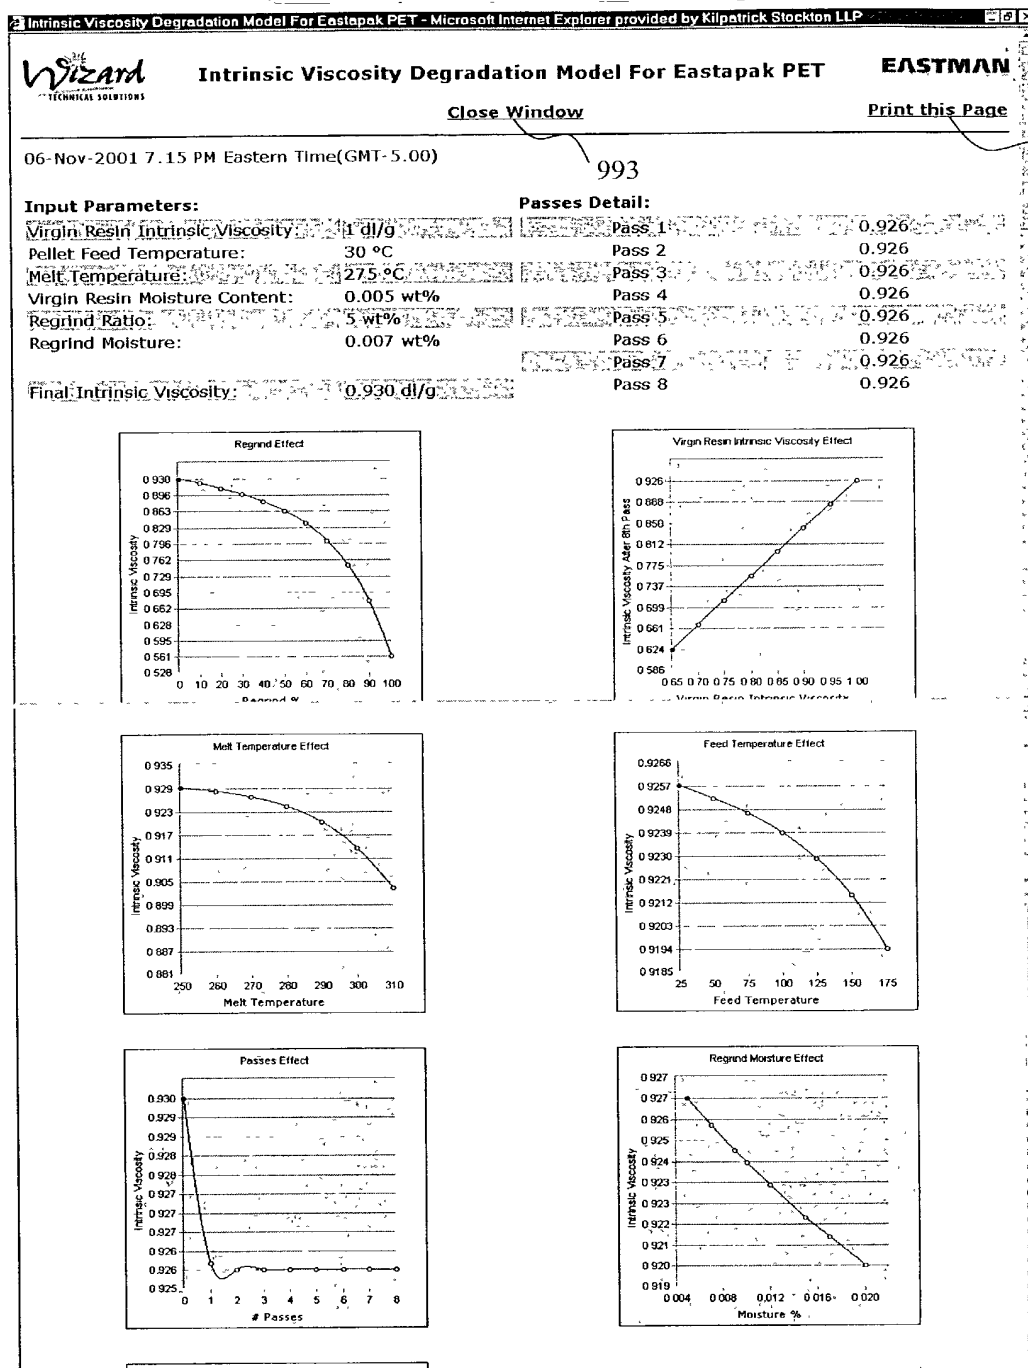 Intrinsic Viscosity Degradation Model For Eastapak PET - Microsoft Internet Explorer provided by Kilpatrick Stockton LLP
Wizard
TECHNICAL SOLUTIONS
Intrinsic Viscosity Degradation Model For Eastapak PET
EASTMAN
Close Window
Print this Page
06-Nov-2001 7.15 PM Eastern Time(GMT-5.00)
993
Input Parameters:
Passes Detail:
Virgin Resin Intrinsic Viscosity: 1 dl/g Pass 1 0.926
Pellet Feed Temperature: 30 ºC Pass 2 0.926
Melt Temperature: 275 ºC Pass 3 0.926
Virgin Resin Moisture Content: 0.005 wt% Pass 4 0.926
Regrind Ratio: 5 wt% Pass 5 0.926
Regrind Moisture: 0.007 wt% Pass 6 0.926
Pass 7 0.926
Final Intrinsic Viscosity: 0.930 dl/g Pass 8 0.926
Regrind Effect
0 930
0 896
0 863
0 829
0 796
0 762
0 729
0 695
0 662
0 628
0 595
0 561
0 528
Intrinsic Viscosity
0 10 20 30 40 50 60 70 80 90 100
Regrind %
Virgin Resin Intrinsic Viscosity Effect
0 926
0 888
0 850
0 812
0 775
0 737
0 699
0 661
0 624
0 586
Intrinsic Viscosity After 8th Pass
0 65 0 70 0 75 0 80 0 85 0 90 0 95 1 00
Virgin Resin Intrinsic Viscosity
Melt Temperature Effect
0 935
0 929
0 923
0 917
0 911
0 905
0 899
0 893
0 887
0 881
Intrinsic Viscosity
250 260 270 280 290 300 310
Melt Temperature
Feed Temperature Effect
0 9266
0 9257
0 9248
0 9239
0 9230
0 9221
0 9212
0 9203
0 9194
0 9185
Intrinsic Viscosity
25 50 75 100 125 150 175
Feed Temperature
Passes Effect
0.930
0 929
0 929
0 928
0 928
0 927
0 927
0 927
0 926
0 926
0 925
Intrinsic Viscosity
0 1 2 3 4 5 6 7 8
# Passes
Regrind Moisture Effect
0 927
0 927
0 926
0 925
0 924
0 923
0 923
0 922
0 921
0 920
0 919
Intrinsic Viscosity
0 004 0 008 0,012 0 016 0 020
Moisture %